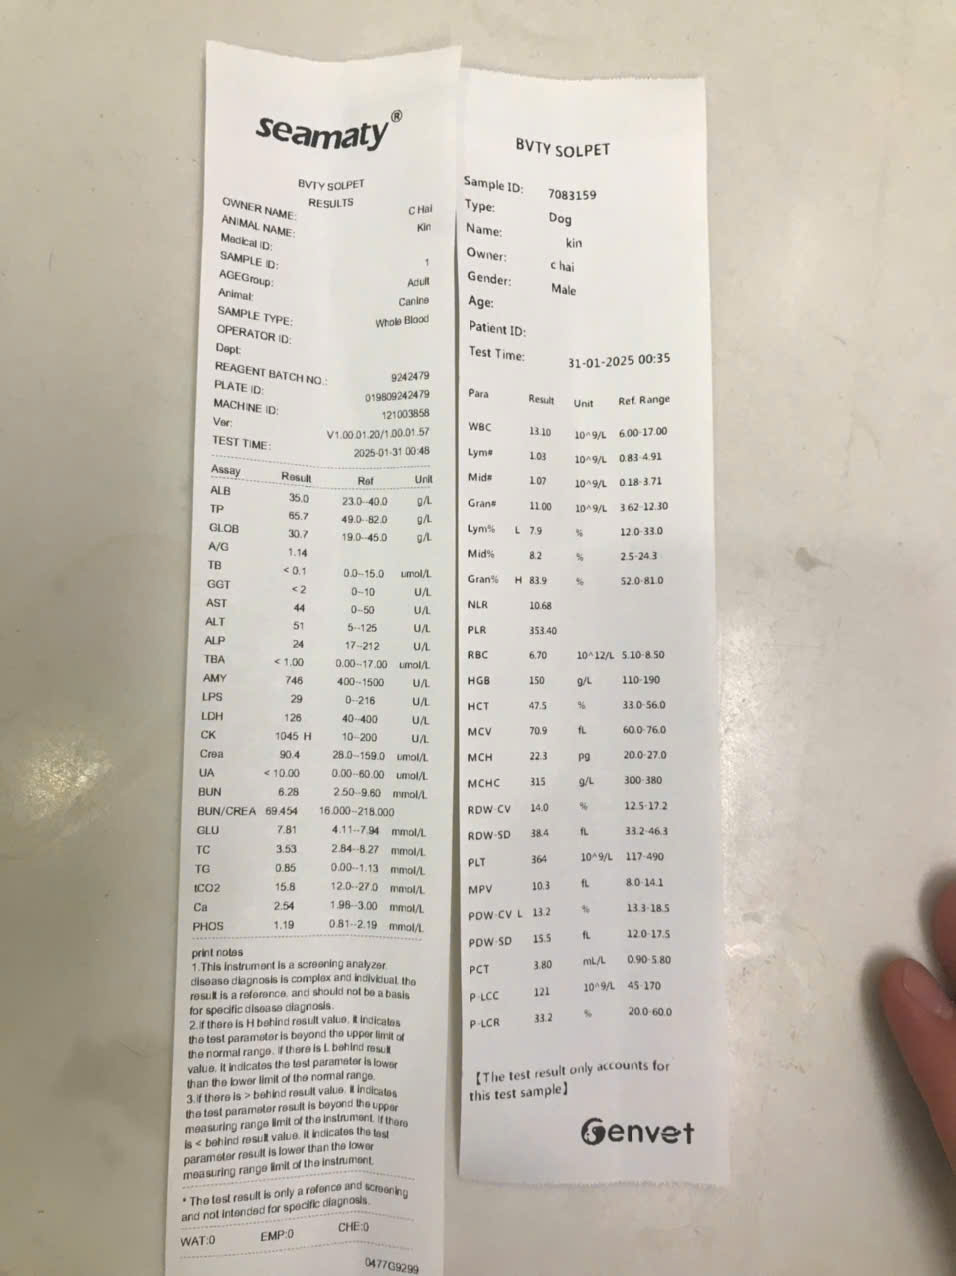 seamaty®
BVTY SOLPET
RESULTS
OWNER NAME: C Hai
ANIMAL NAME: Kin
Medical ID:
SAMPLE ID: 1
AGEGroup: Adult
Animal: Canine
SAMPLE TYPE: Whole Blood
OPERATOR ID:
Dept:
REAGENT BATCH NO.: 9242479
PLATE ID: 019809242479
MACHINE ID: 121003858
Ver: V1.00.01.20/1.00.01.57
TEST TIME: 2025-01-31 00:48
Assay Result Ref Unit
ALB 35.0 23.0--40.0 g/L
TP 65.7 49.0--82.0 g/L
GLOB 30.7 19.0--45.0 g/L
A/G 1.14
TB < 0.1 0.0--15.0 umol/L
GGT < 2 0--10 U/L
AST 44 0--50 U/L
ALT 51 5--125 U/L
ALP 24 17--212 U/L
TBA < 1.00 0.00--17.00 umol/L
AMY 746 400--1500 U/L
LPS 29 0--216 U/L
LDH 126 40--400 U/L
CK 1045 H 10--200 U/L
Crea 90.4 28.0--159.0 umol/L
UA < 10.00 0.00--60.00 umol/L
BUN 6.28 2.50--9.60 mmol/L
BUN/CREA 69.454 16.000--218.000
GLU 7.81 4.11--7.94 mmol/L
TC 3.53 2.84--8.27 mmol/L
TG 0.85 0.00--1.13 mmol/L
tCO2 15.8 12.0--27.0 mmol/L
Ca 2.54 1.98--3.00 mmol/L
PHOS 1.19 0.81--2.19 mmol/L
print notes
1.This instrument is a screening analyzer,
disease diagnosis is complex and individual, the
result is a reference, and should not be a basis
for specific disease diagnosis.
2.If there is H behind result value, it indicates
the test parameter is beyond the upper limit of
the normal range. if there is L behind result
value, it indicates the test parameter is lower
than the lower limit of the normal range.
3.if there is > behind result value, it indicates
the test parameter result is beyond the upper
measuring range limit of the instrument. If there
is < behind result value, it indicates the test
parameter result is lower than the lower
measuring range limit of the instrument.
* The test result is only a refence and screening
and not intended for specific diagnosis.
WAT:0 EMP:0 CHE:0
0477G9299
BVTY SOLPET
Sample ID: 7083159
Type: Dog
Name: kin
Owner: c hai
Gender: Male
Age:
Patient ID:
Test Time: 31-01-2025 00:35
Para Result Unit Ref. Range
WBC 13.10 10^9/L 6.00-17.00
Lym# 1.03 10^9/L 0.83-4.91
Mid# 1.07 10^9/L 0.18-3.71
Gran# 11.00 10^9/L 3.62-12.30
Lym% L 7.9 % 12.0-33.0
Mid% 8.2 % 2.5-24.3
Gran% H 83.9 % 52.0-81.0
NLR 10.68
PLR 353.40
RBC 6.70 10^12/L 5.10-8.50
HGB 150 g/L 110-190
HCT 47.5 % 33.0-56.0
MCV 70.9 fL 60.0-76.0
MCH 22.3 pg 20.0-27.0
MCHC 315 g/L 300-380
RDW-CV 14.0 % 12.5-17.2
RDW-SD 38.4 fL 33.2-46.3
PLT 364 10^9/L 117-490
MPV 10.3 fL 8.0-14.1
PDW-CV L 13.2 % 13.3-18.5
PDW-SD 15.5 fL 12.0-17.5
PCT 3.80 mL/L 0.90-5.80
P-LCC 121 10^9/L 45-170
P-LCR 33.2 % 20.0-60.0
【The test result only accounts for
this test sample】
Genvet